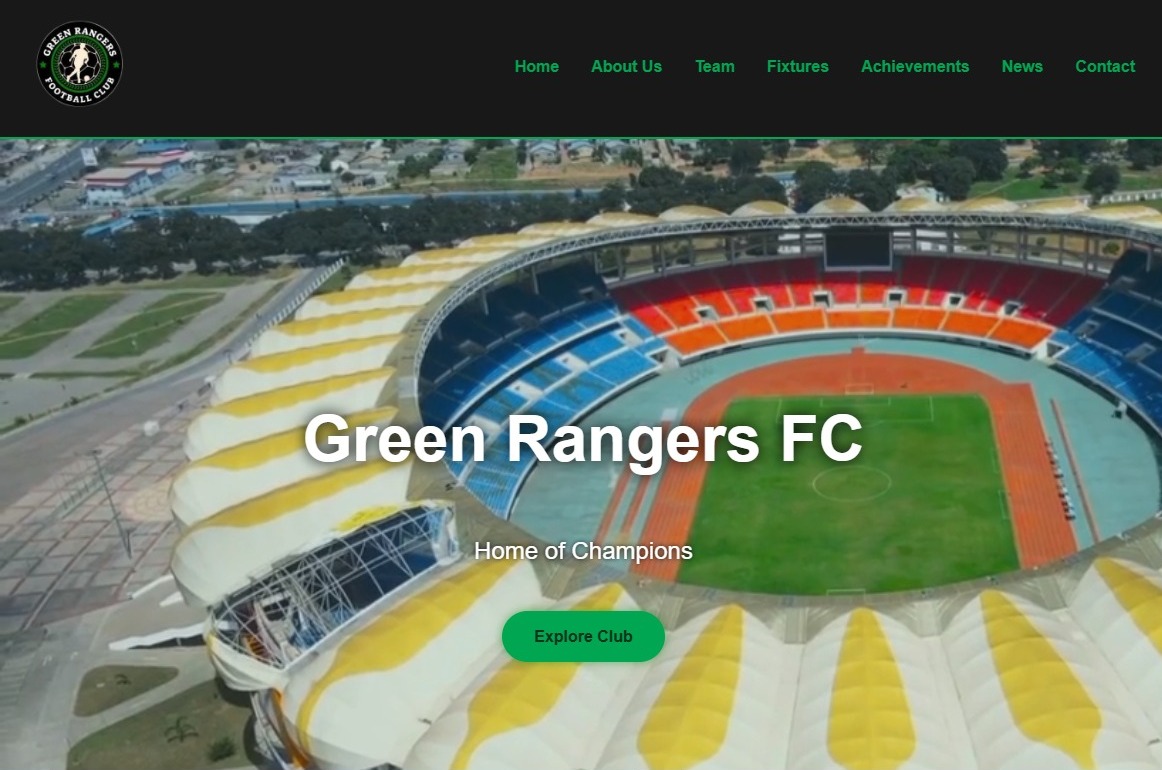 GREEN RANGERS
FOOTBALL CLUB
Home
About Us
Team
Fixtures
Achievements
News
Contact
Green Rangers FC
Home of Champions
Explore Club